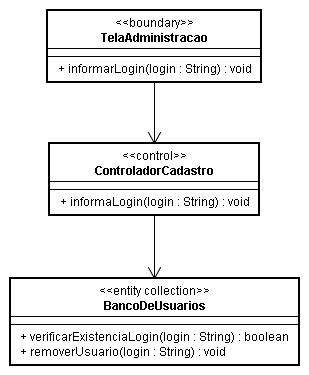 <<boundary>>
TelaAdministracao
+ informarLogin(login : String) : void
<<control>>
ControladorCadastro
+ informaLogin(login : String) : void
<<entity collection>>
BancoDeUsuarios
+ verificarExistenciaLogin(login : String) : boolean
+ removerUsuario(login : String) : void